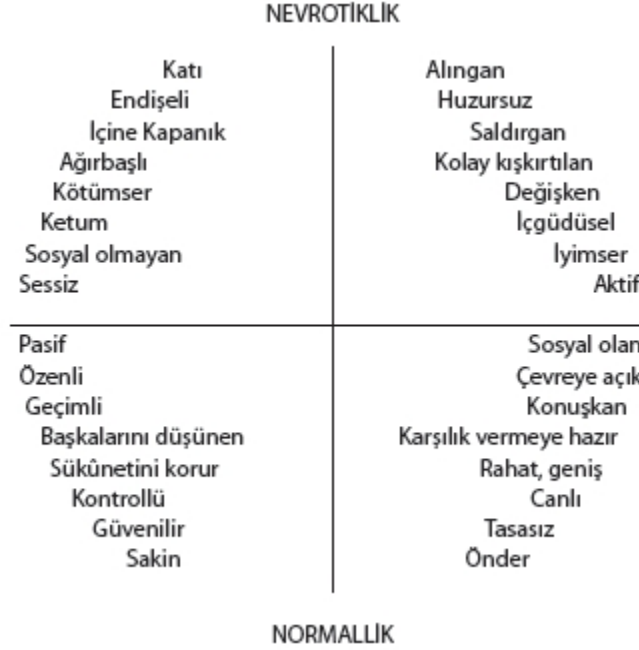 NEVROTİKLİK
Katı
Endişeli
İçine Kapanık
Ağırbaşlı
Kötümser
Ketum
Sosyal olmayan
Sessiz
Alıngan
Huzursuz
Saldırgan
Kolay kışkırtılan
Değişken
İçgüdüsel
İyimser
Aktif
Pasif
Özenli
Geçimli
Başkalarını düşünen
Sükûnetini korur
Kontrollü
Güvenilir
Sakin
Sosyal olan
Çevreye açık
Konuşkan
Karşılık vermeye hazır
Rahat, geniş
Canlı
Tasasız
Önder
NORMALLİK